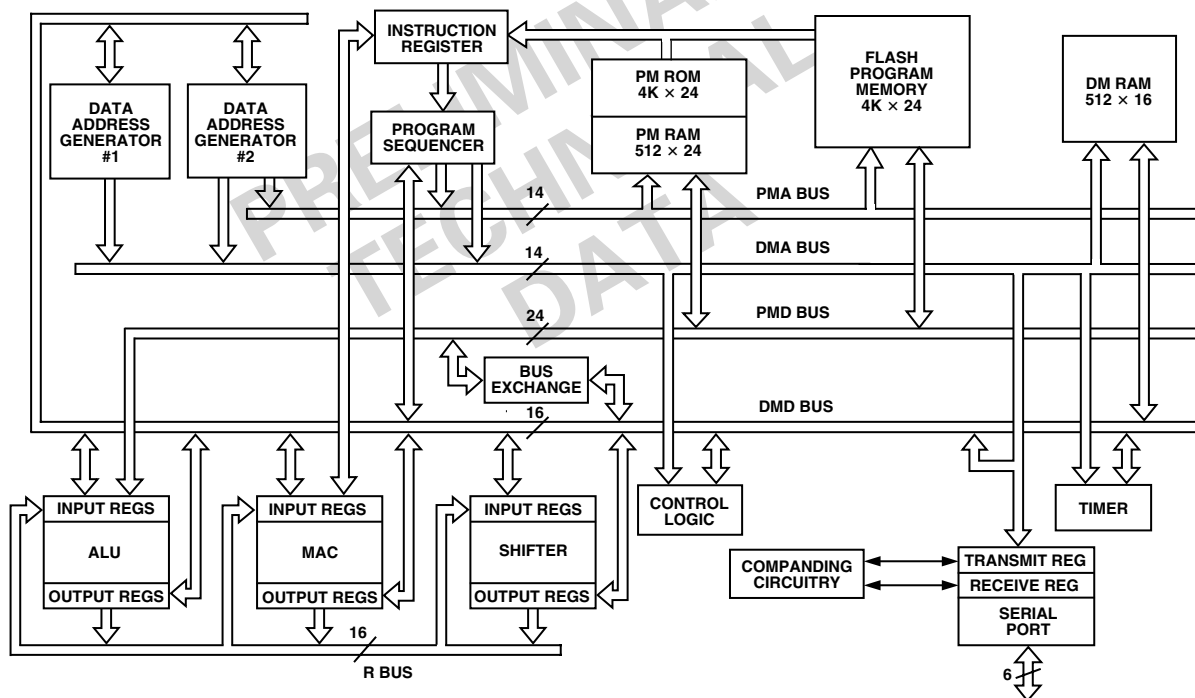 INSTRUCTION
REGISTER
DATA
ADDRESS
GENERATOR
#1
DATA
ADDRESS
GENERATOR
#2
PROGRAM
SEQUENCER
PM ROM
4K × 24
PM RAM
512 × 24
FLASH
PROGRAM
MEMORY
4K × 24
DM RAM
512 × 16
PRELIMINA
TECHNICAL
DATA
14
PMA BUS
14
DMA BUS
24
PMD BUS
BUS
EXCHANGE
16
DMD BUS
INPUT REGS
ALU
OUTPUT REGS
INPUT REGS
MAC
OUTPUT REGS
INPUT REGS
SHIFTER
OUTPUT REGS
16
R BUS
CONTROL
LOGIC
TIMER
COMPANDING
CIRCUITRY
TRANSMIT REG
RECEIVE REG
SERIAL
PORT
6